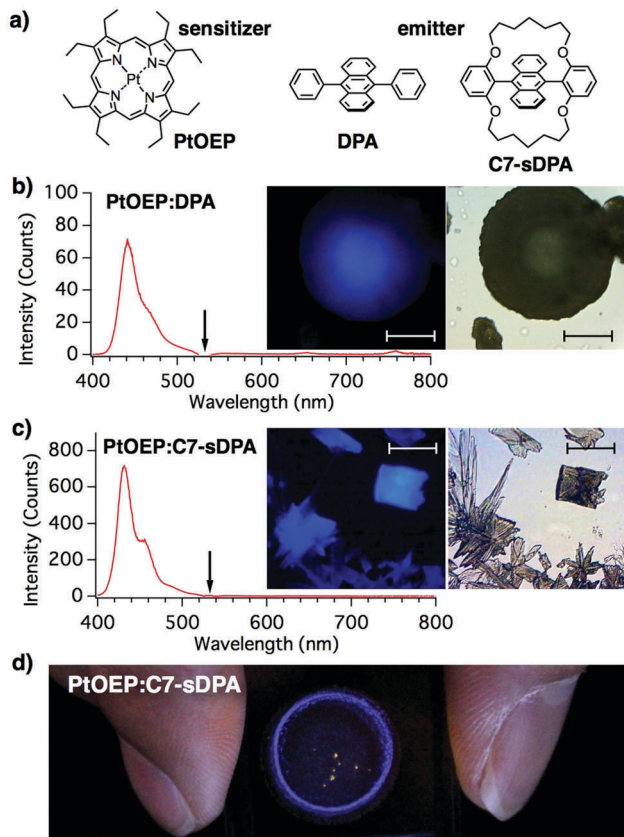 a)
sensitizer
emitter
Pt
N
N
N
N
O
O
O
O
PtOEP
DPA
C7-sDPA
b)
PtOEP:DPA
Intensity (Counts)
100
80
60
40
20
0
400
500
600
700
800
Wavelength (nm)
c)
PtOEP:C7-sDPA
Intensity (Counts)
800
600
400
200
0
400
500
600
700
800
Wavelength (nm)
d)
PtOEP:C7-sDPA